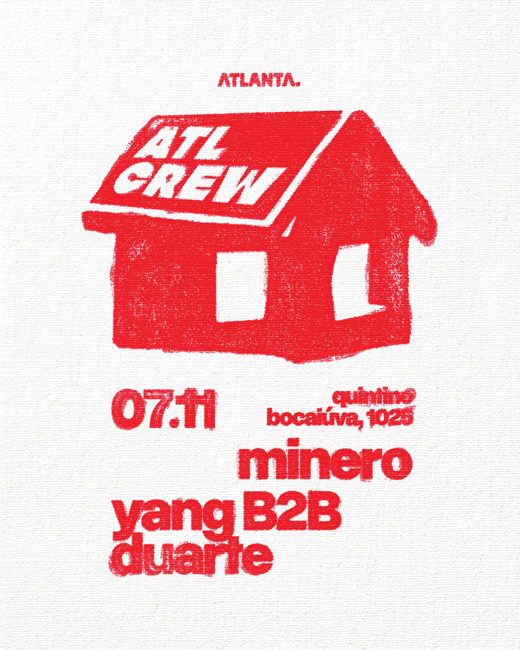 ATLANTA.
ATL
CREW
07.11
quintino
bocaiúva, 1025
minero
yang B2B
duarte